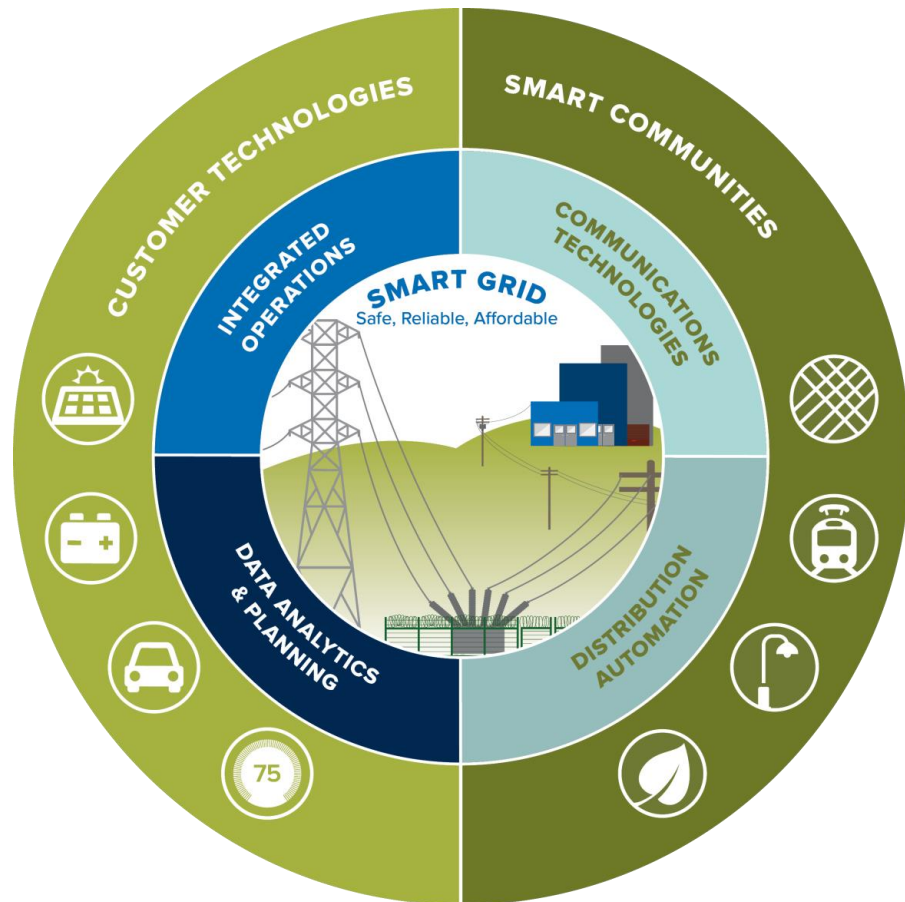 CUSTOMER TECHNOLOGIES
SMART COMMUNITIES
INTEGRATED
OPERATIONS
COMMUNICATIONS
TECHNOLOGIES
SMART GRID
Safe, Reliable, Affordable
DATA ANALYTICS
& PLANNING
DISTRIBUTION
AUTOMATION
75